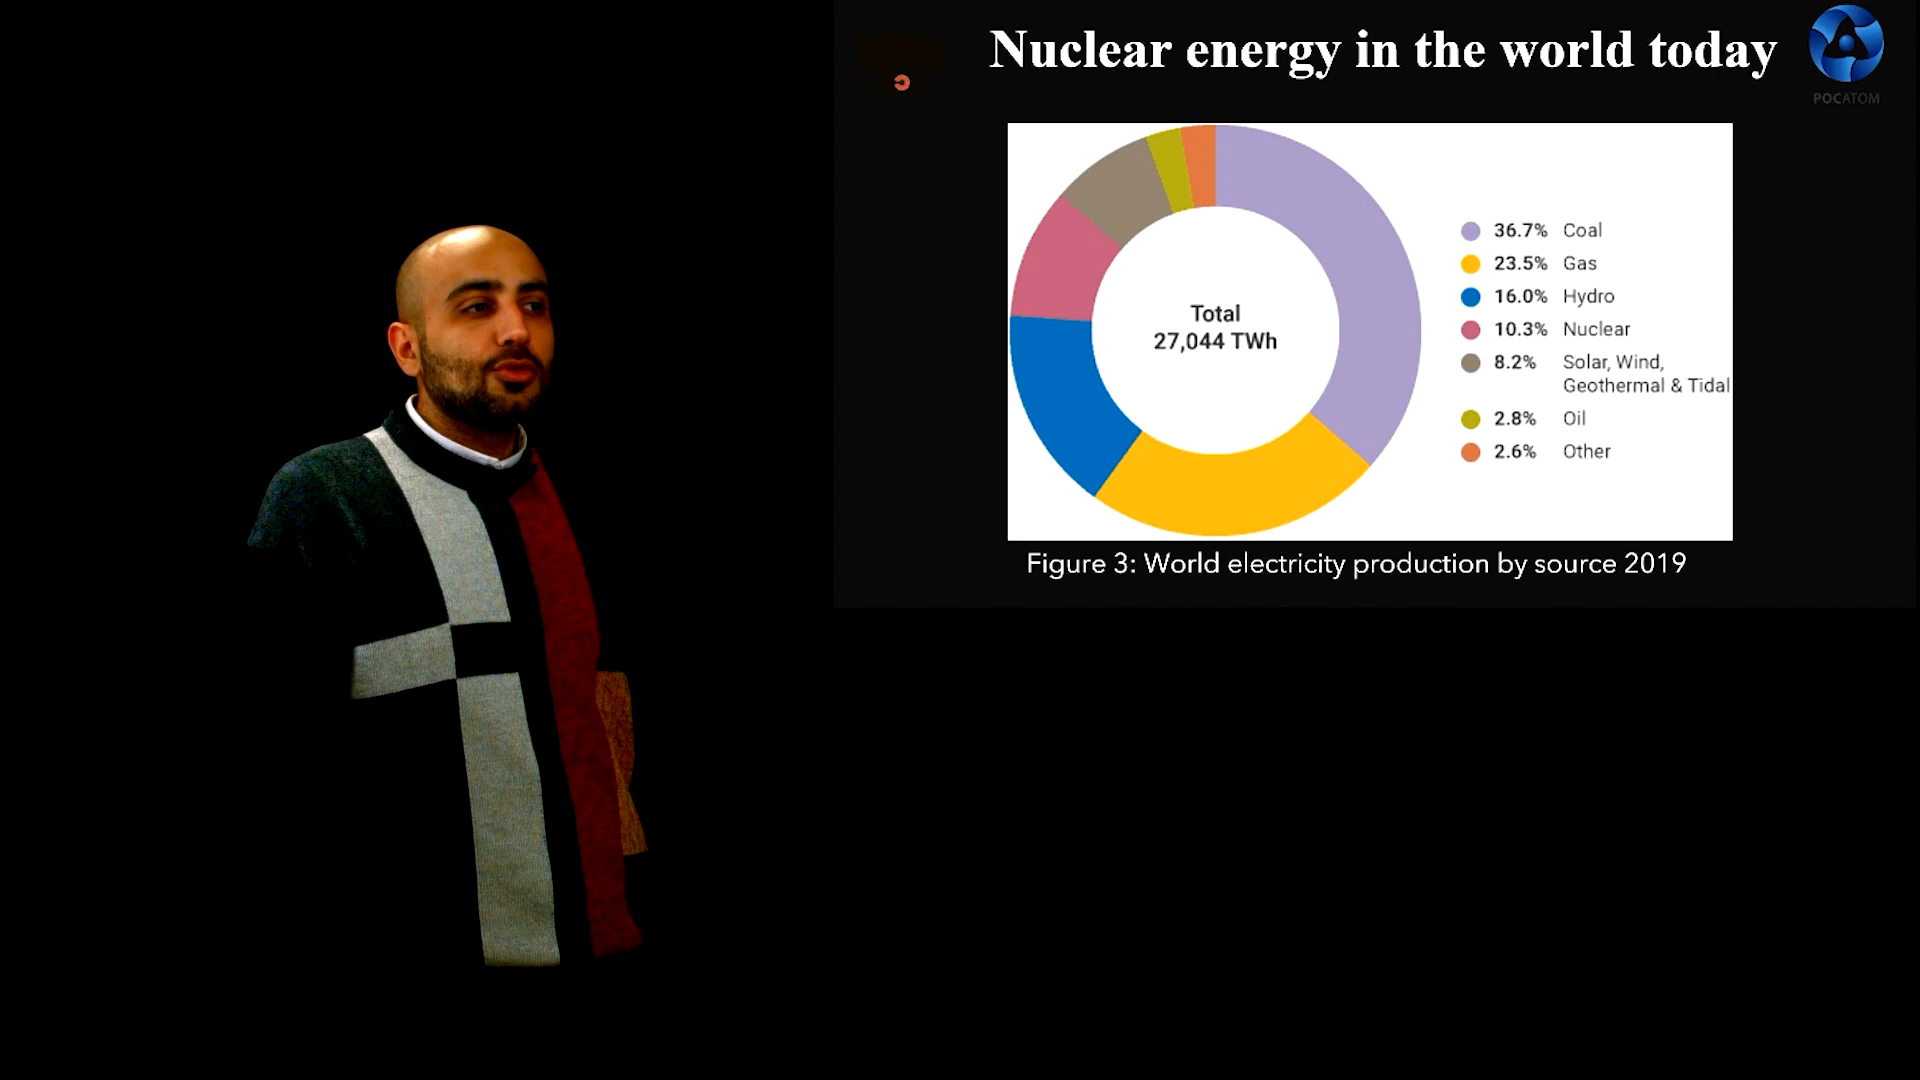 Nuclear energy in the world today
РОСАТОМ
Total
27,044 TWh
36.7% Coal
23.5% Gas
16.0% Hydro
10.3% Nuclear
8.2% Solar, Wind,
Geothermal & Tidal
2.8% Oil
2.6% Other
Figure 3: World electricity production by source 2019